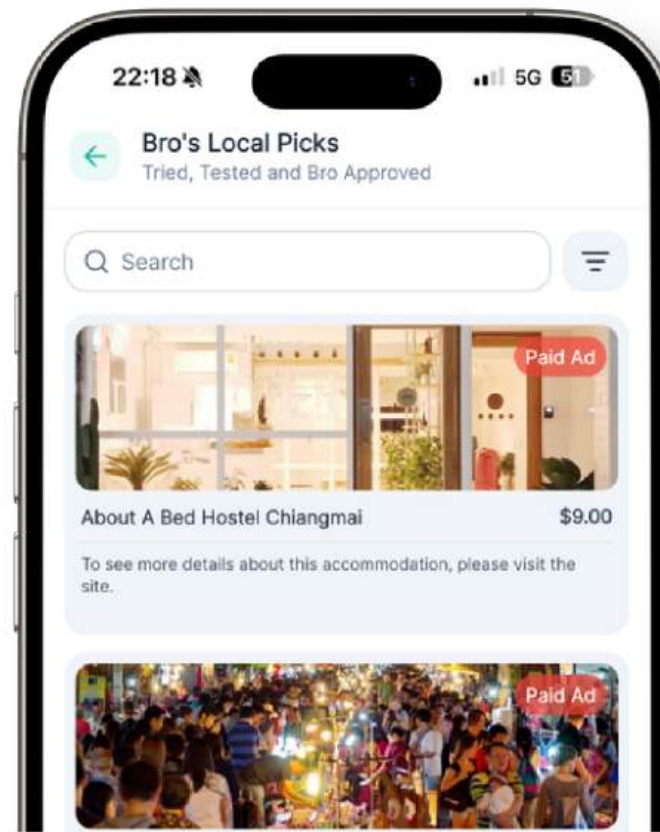 22:18
5G 51
Bro's Local Picks
Tried, Tested and Bro Approved
Search
Paid Ad
About A Bed Hostel Chiangmai $9.00
To see more details about this accommodation, please visit the
site.
Paid Ad